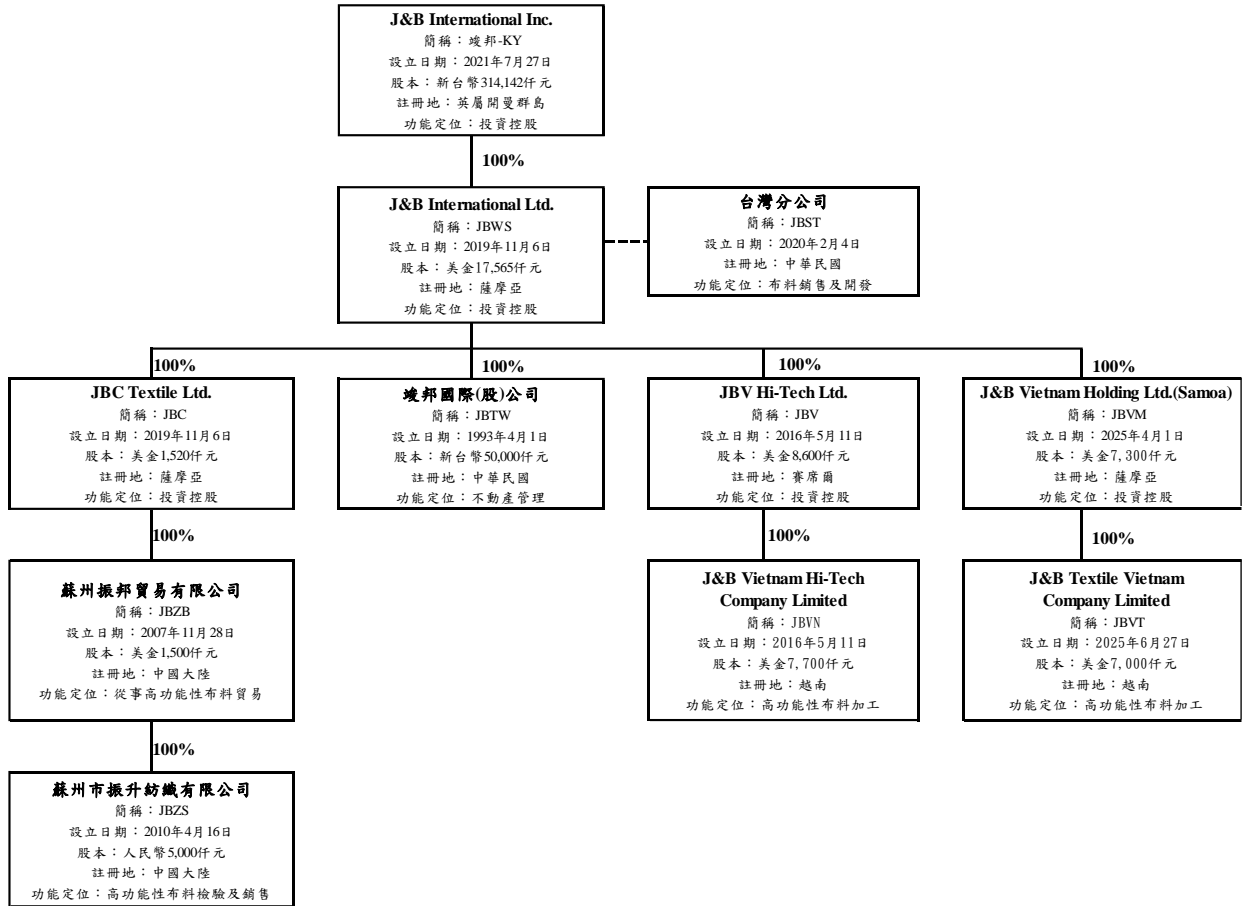 J&B International Inc.
簡稱：竣邦-KY
設立日期：2021年7月27日
股本：新台幣314,142仟元
註冊地：英屬開曼群島
功能定位：投資控股
100%
J&B International Ltd.
簡稱：JBWS
設立日期：2019年11月6日
股本：美金17,565仟元
註冊地：薩摩亞
功能定位：投資控股
台灣分公司
簡稱：JBST
設立日期：2020年2月4日
註冊地：中華民國
功能定位：布料銷售及開發
100%
JBC Textile Ltd.
簡稱：JBC
設立日期：2019年11月6日
股本：美金1,520仟元
註冊地：薩摩亞
功能定位：投資控股
100%
竣邦國際(股)公司
簡稱：JBTW
設立日期：1993年4月1日
股本：新台幣50,000仟元
註冊地：中華民國
功能定位：不動產管理
100%
JBV Hi-Tech Ltd.
簡稱：JBV
設立日期：2016年5月11日
股本：美金8,600仟元
註冊地：賽席爾
功能定位：投資控股
100%
J&B Vietnam Holding Ltd.(Samoa)
簡稱：JBVM
設立日期：2025年4月1日
股本：美金7,300仟元
註冊地：薩摩亞
功能定位：投資控股
100%
蘇州振邦貿易有限公司
簡稱：JBZB
設立日期：2007年11月28日
股本：美金1,500仟元
註冊地：中國大陸
功能定位：從事高功能性布料貿易
100%
J&B Vietnam Hi-Tech
Company Limited
簡稱：JBVN
設立日期：2016年5月11日
股本：美金7,700仟元
註冊地：越南
功能定位：高功能性布料加工
100%
J&B Textile Vietnam
Company Limited
簡稱：JBVT
設立日期：2025年6月27日
股本：美金7,000仟元
註冊地：越南
功能定位：高功能性布料加工
100%
蘇州市振升紡織有限公司
簡稱：JBZS
設立日期：2010年4月16日
股本：人民幣5,000仟元
註冊地：中國大陸
功能定位：高功能性布料檢驗及銷售